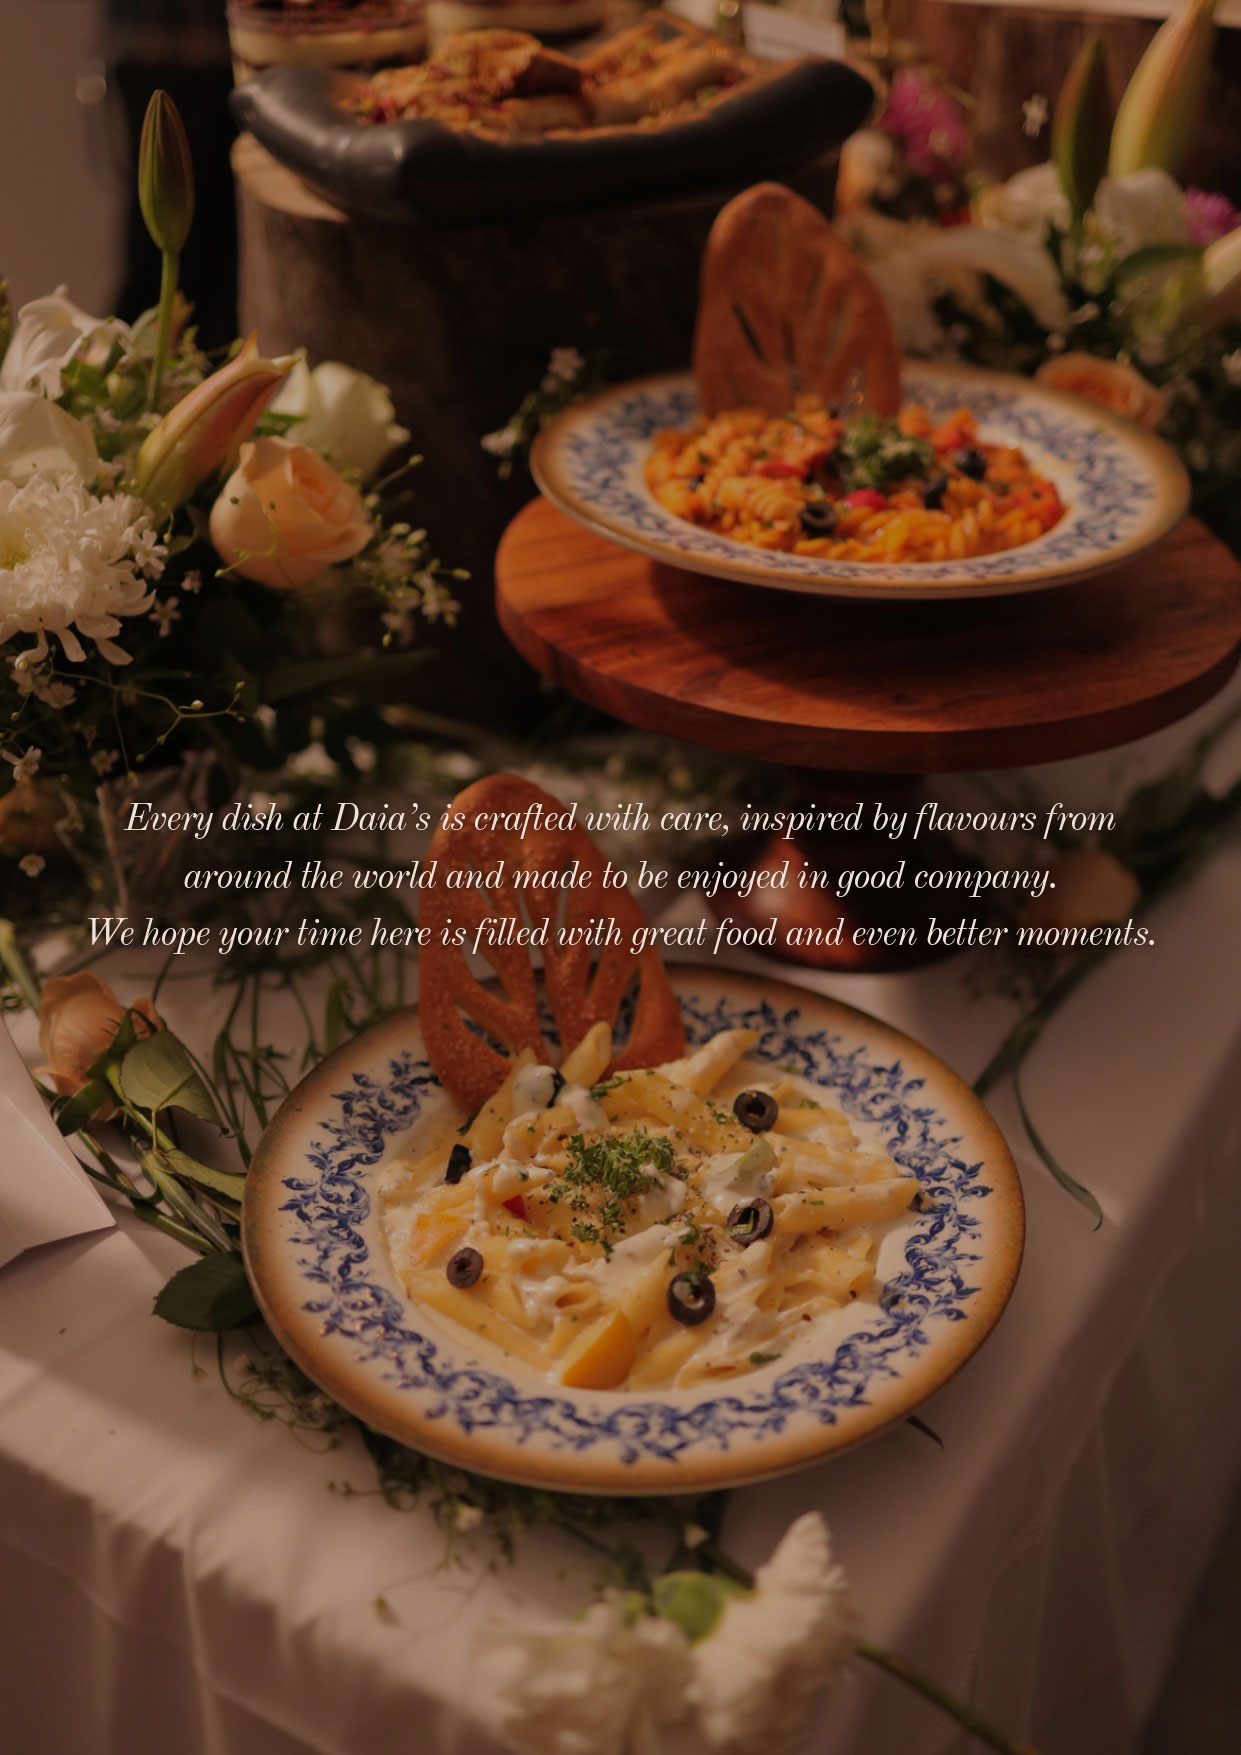 Every dish at Daia’s is crafted with care, inspired by flavours from
around the world and made to be enjoyed in good company.
We hope your time here is filled with great food and even better moments.